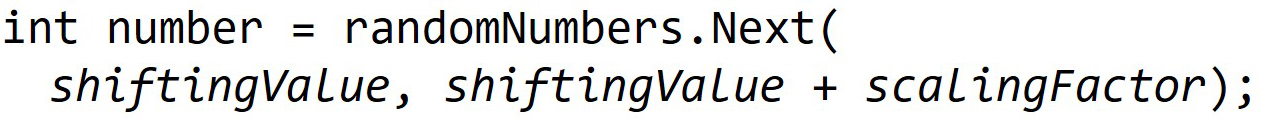 int number = randomNumbers.Next(
shiftingValue, shiftingValue + scalingFactor);